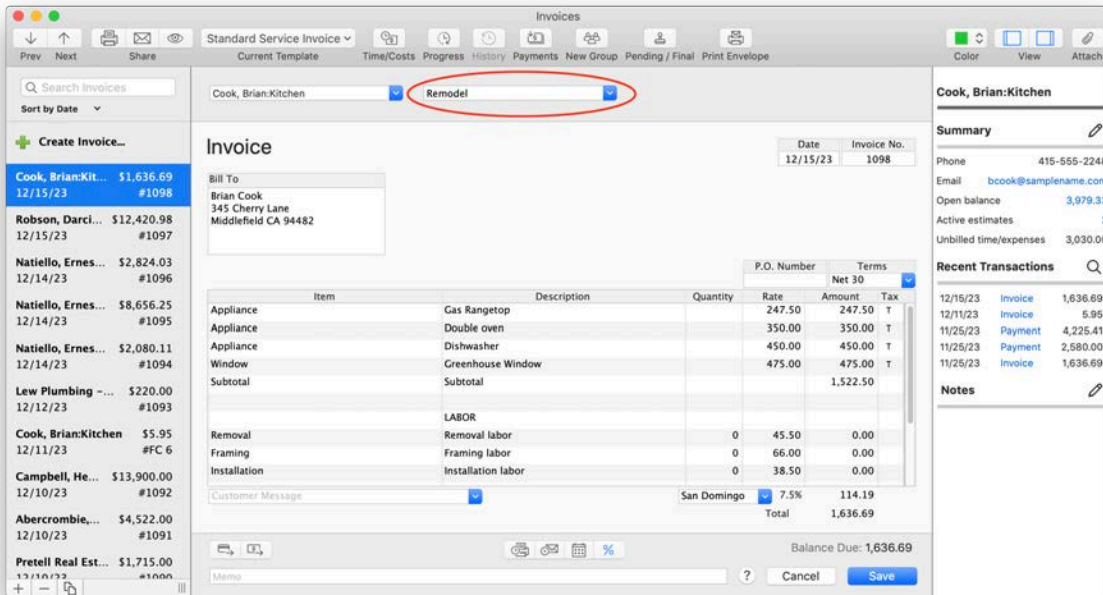 Invoices
Standard Service Invoice
Prev Next Share Current Template Time/Costs Progress History Payments New Group Pending / Final Print Envelope Color View Attach
Search Invoices
Sort by Date
Create Invoice...
Cook, Brian:Kit... $1,636.69
12/15/23 #1098
Robson, Darci... $12,420.98
12/15/23 #1097
Natiello, Ernes... $2,824.03
12/14/23 #1096
Natiello, Ernes... $8,656.25
12/14/23 #1095
Natiello, Ernes... $2,080.11
12/14/23 #1094
Lew Plumbing -... $220.00
12/12/23 #1093
Cook, Brian:Kitchen $5.95
12/11/23 #FC 6
Campbell, He... $13,900.00
12/10/23 #1092
Abercrombie,... $4,522.00
12/10/23 #1091
Pretell Real Est... $1,715.00
12/10/23 #1090
Cook, Brian:Kitchen Remodel
Invoice
Date Invoice No.
12/15/23 1098
Bill To
Brian Cook
345 Cherry Lane
Middlefield CA 94482
P.O. Number Terms
Net 30
Item Description Quantity Rate Amount Tax
Appliance Gas Rangetop 247.50 247.50 T
Appliance Double oven 350.00 350.00 T
Appliance Dishwasher 450.00 450.00 T
Window Greenhouse Window 475.00 475.00 T
Subtotal Subtotal 1,522.50
LABOR
Removal Removal labor 0 45.50 0.00
Framing Framing labor 0 66.00 0.00
Installation Installation labor 0 38.50 0.00
Customer Message San Domingo 7.5% 114.19
Total 1,636.69
%
Balance Due: 1,636.69
Memo ? Cancel Save
Cook, Brian:Kitchen
Summary
Phone 415-555-2248
Email bcook@samplename.com
Open balance
Active estimates
Unbilled time/expenses
Recent Transactions
12/15/23 Invoice 1,636.69
12/11/23 Invoice 5.95
11/25/23 Payment 4,225.41
11/25/23 Payment 2,580.00
11/25/23 Invoice 1,636.69
Notes